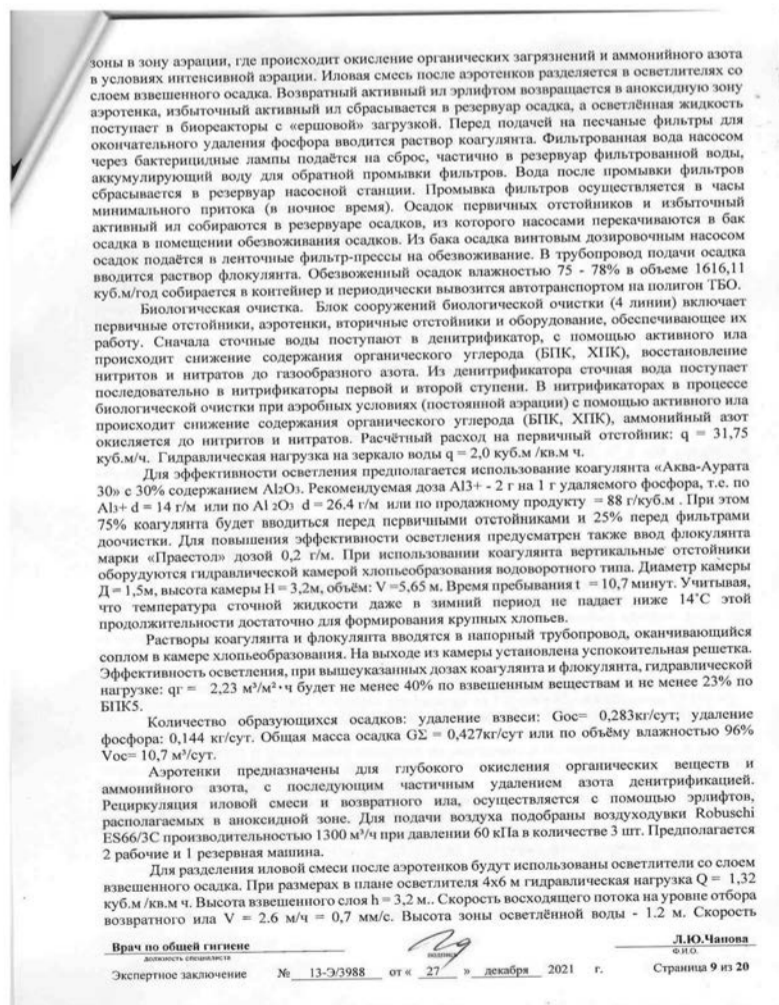 зоны в зону аэрации, где происходит окисление органических загрязнений и аммонийного азота
в условиях интенсивной аэрации. Иловая смесь после аэротенков разделяется в осветлителях со
слоем взвешенного осадка. Возвратный активный ил эрлифтом возвращается в аноксидную зону
аэротенка, избыточный активный ил сбрасывается в резервуар осадка, а осветлённая жидкость
поступает в биореакторы с «ершовой» загрузкой. Перед подачей на песчаные фильтры для
окончательного удаления фосфора вводится раствор коагулянта. Фильтрованная вода насосом
через бактерицидные лампы подаётся на сброс, частично в резервуар фильтрованной воды,
аккумулирующий воду для обратной промывки фильтров. Вода после промывки фильтров
сбрасывается в резервуар насосной станции. Промывка фильтров осуществляется в часы
минимального притока (в ночное время). Осадок первичных отстойников и избыточный
активный ил собираются в резервуаре осадков, из которого насосами перекачиваются в бак
осадка в помещении обезвоживания осадков. Из бака осадка винтовым дозировочным насосом
осадок подаётся в ленточные фильтр-прессы на обезвоживание. В трубопровод подачи осадка
вводится раствор флокулянта. Обезвоженный осадок влажностью 75 - 78% в объеме 1616,11
куб.м/год собирается в контейнер и периодически вывозится автотранспортом на полигон ТБО.
Биологическая очистка. Блок сооружений биологической очистки (4 линии) включает
первичные отстойники, аэротенки, вторичные отстойники и оборудование, обеспечивающее их
работу. Сначала сточные воды поступают в денитрификатор, с помощью активного ила
происходит снижение содержания органического углерода (БПК, ХПК), восстановление
нитритов и нитратов до газообразного азота. Из денитрификатора сточная вода поступает
последовательно в нитрификаторы первой и второй ступени. В нитрификаторах в процессе
биологической очистки при аэробных условиях (постоянной аэрации) с помощью активного ила
происходит снижение содержания органического углерода (БПК, ХПК), аммонийный азот
окисляется до нитритов и нитратов. Расчётный расход на первичный отстойник: q = 31,75
куб.м/ч. Гидравлическая нагрузка на зеркало воды q = 2,0 куб.м /кв.м ч.
Для эффективности осветления предполагается использование коагулянта «Аква-Аурата
30» с 30% содержанием Al₂O₃. Рекомендуемая доза Al3+ - 2 г на 1 г удаляемого фосфора, т.е. по
Al₃+ d = 14 г/м или по Al ₂O₃ d = 26.4 г/м или по продажному продукту = 88 г/куб.м . При этом
75% коагулянта будет вводиться перед первичными отстойниками и 25% перед фильтрами
доочистки. Для повышения эффективности осветления предусмотрен также ввод флокулянта
марки «Праестол» дозой 0,2 г/м. При использовании коагулянта вертикальные отстойники
оборудуются гидравлической камерой хлопьеобразования водоворотного типа. Диаметр камеры
Д = 1,5м, высота камеры H = 3,2м, объём: V =5,65 м. Время пребывания t = 10,7 минут. Учитывая,
что температура сточной жидкости даже в зимний период не падает ниже 14˚С этой
продолжительности достаточно для формирования крупных хлопьев.
Растворы коагулянта и флокулянта вводятся в напорный трубопровод, оканчивающийся
соплом в камере хлопьеобразования. На выходе из камеры установлена успокоительная решетка.
Эффективность осветления, при вышеуказанных дозах коагулянта и флокулянта, гидравлической
нагрузке: qг = 2,23 м³/м²·ч будет не менее 40% по взвешенным веществам и не менее 23% по
БПК5.
Количество образующихся осадков: удаление взвеси: Gос= 0,283кг/сут; удаление
фосфора: 0,144 кг/сут. Общая масса осадка GΣ = 0,427кг/сут или по объёму влажностью 96%
Vос= 10,7 м³/сут.
Аэротенки предназначены для глубокого окисления органических веществ и
аммонийного азота, с последующим частичным удалением азота денитрификацией.
Рециркуляция иловой смеси и возвратного ила, осуществляется с помощью эрлифтов,
располагаемых в аноксидной зоне. Для подачи воздуха подобраны воздуходувки Robuschi
ES66/3C производительностью 1300 м³/ч при давлении 60 кПа в количестве 3 шт. Предполагается
2 рабочие и 1 резервная машина.
Для разделения иловой смеси после аэротенков будут использованы осветлители со слоем
взвешенного осадка. При размерах в плане осветлителя 4х6 м гидравлическая нагрузка Q = 1,32
куб.м /кв.м ч. Высота взвешенного слоя h = 3,2 м.. Скорость восходящего потока на уровне отбора
возвратного ила V = 2.6 м/ч = 0,7 мм/с. Высота зоны осветлённой воды - 1.2 м. Скорость
Врач по общей гигиене Л.Ю.Чапова
должность специалиста подпись Ф.И.О.
Экспертное заключение № 13-Э/3988 от « 27 » декабря 2021 г. Страница 9 из 20